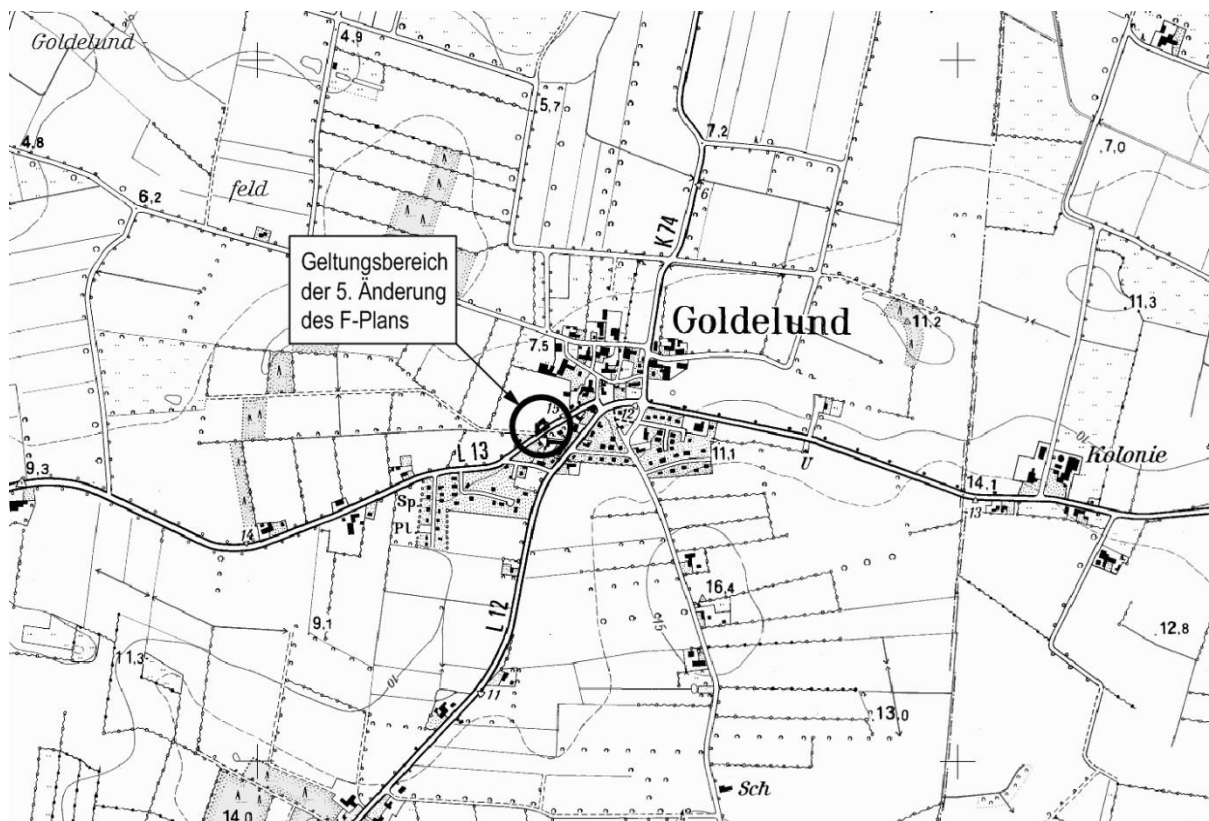 Goldelund
4,9
5,7
7,2
7,0
4,8
6,2
feld
6
K74
Geltungsbereich
der 5. Änderung
des F-Plans
Goldelund
11,2
11,3
7,5
15
12
L 13
11,1
9,3
Sp.
Pl.
U
10
Kolonie
14,1
13
14
L 12
16,4
15
9,1
12,8
11,3
10
11
13,0
Sch
14,0